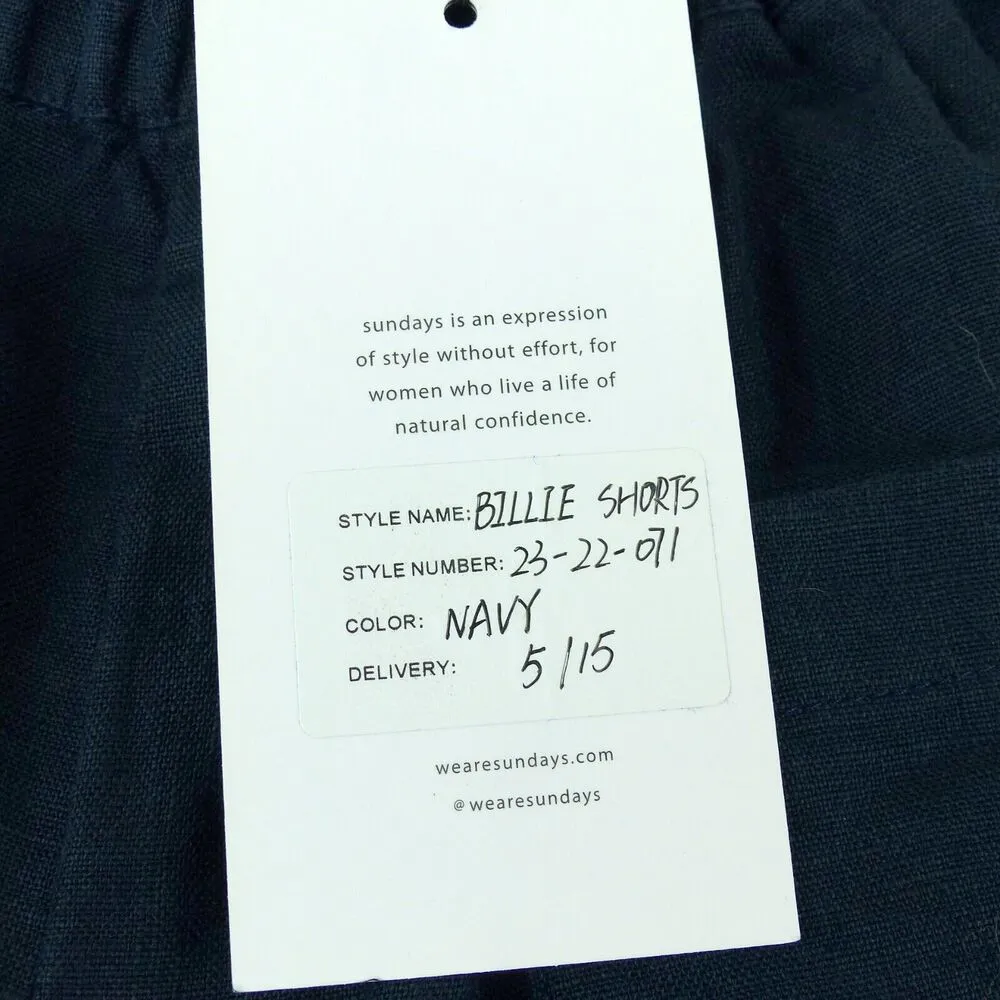 sundays is an expression
of style without effort, for
women who live a life of
natural confidence.
STYLE NAME: BILLIE SHORTS
STYLE NUMBER: 23-22-071
COLOR: NAVY
DELIVERY: 5/15
wearesundays.com
@wearesundays